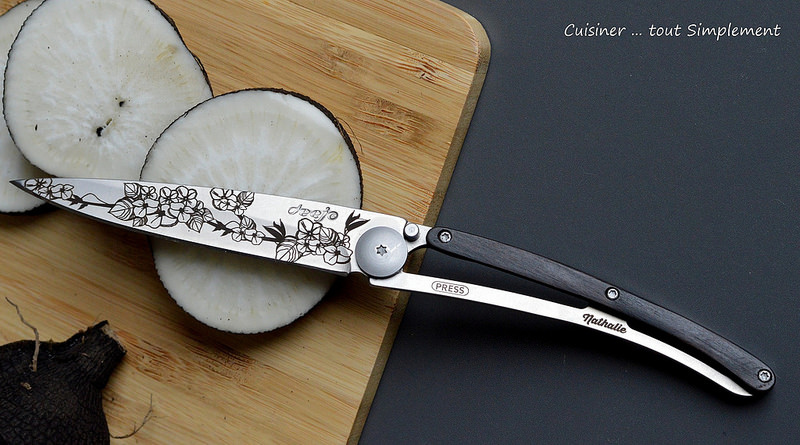 Cuisiner ... tout Simplement
deejo
PRESS
Nathalie